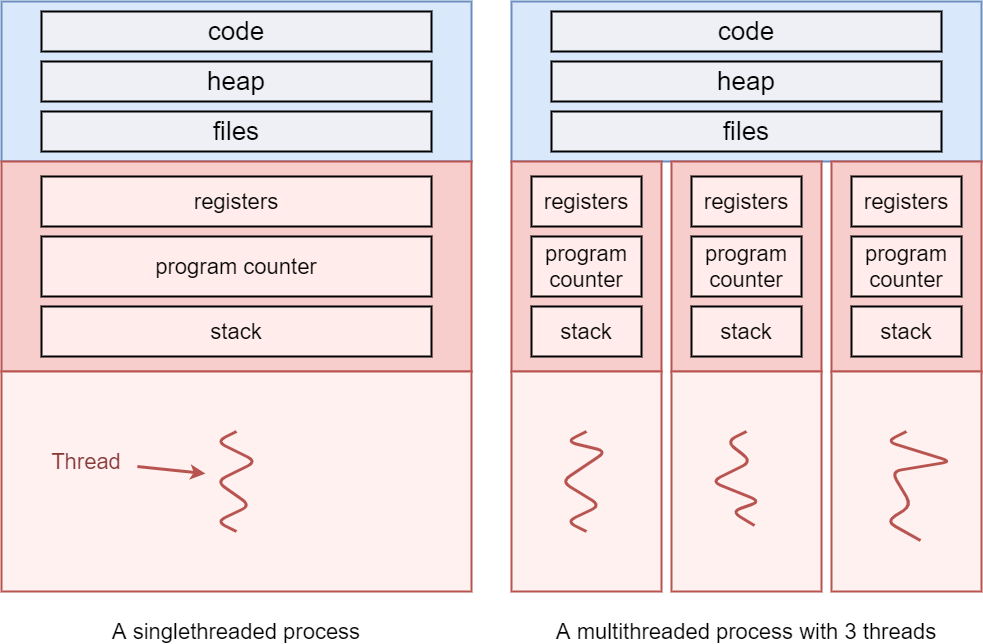 code
heap
files
registers
program counter
stack
Thread
A singlethreaded process
code
heap
files
registers
program
counter
stack
registers
program
counter
stack
registers
program
counter
stack
A multithreaded process with 3 threads